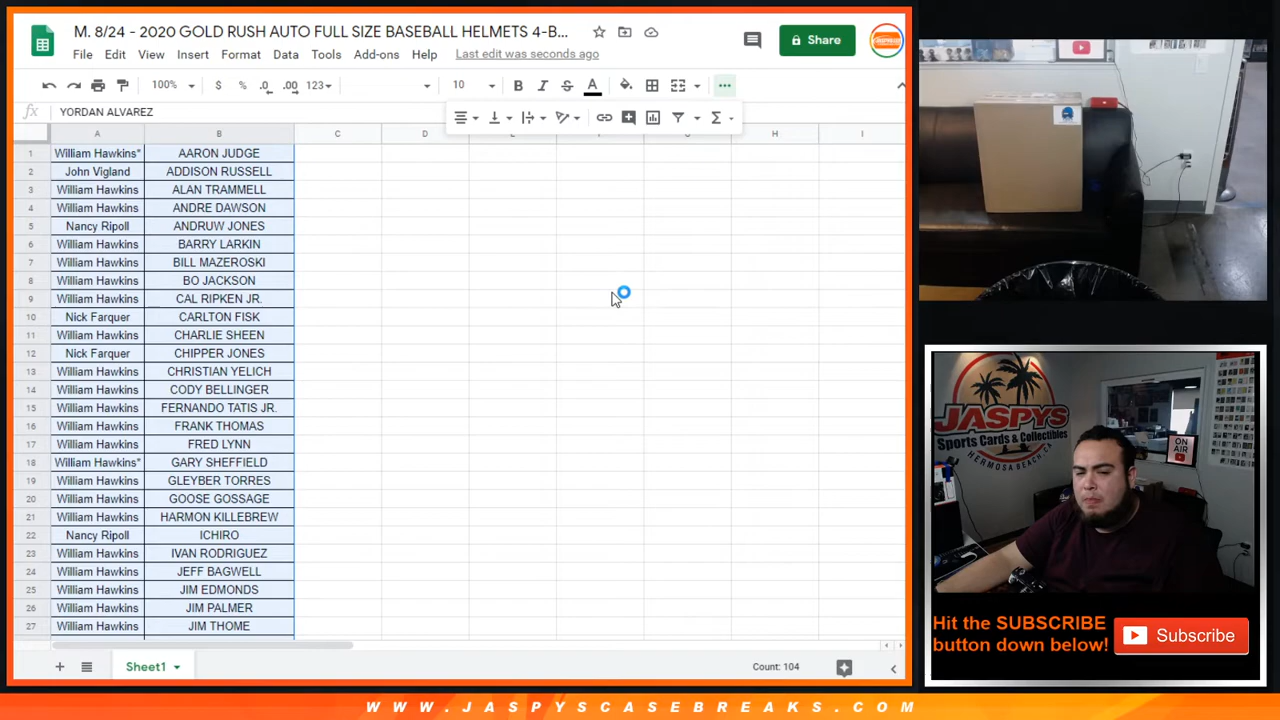 M. 8/24 - 2020 GOLD RUSH AUTO FULL SIZE BASEBALL HELMETS 4-B...
File Edit View Insert Format Data Tools Add-ons Help Last edit was seconds ago
Share
100% $ % .0 .00 123 10 B I S A
fx YORDAN ALVAREZ
A B C D H I
1 William Hawkins* AARON JUDGE
2 John Vigland ADDISON RUSSELL
3 William Hawkins ALAN TRAMMELL
4 William Hawkins ANDRE DAWSON
5 Nancy Ripoll ANDRUW JONES
6 William Hawkins BARRY LARKIN
7 William Hawkins BILL MAZEROSKI
8 William Hawkins BO JACKSON
9 William Hawkins CAL RIPKEN JR.
10 Nick Farquer CARLTON FISK
11 William Hawkins CHARLIE SHEEN
12 Nick Farquer CHIPPER JONES
13 William Hawkins CHRISTIAN YELICH
14 William Hawkins CODY BELLINGER
15 William Hawkins FERNANDO TATIS JR.
16 William Hawkins FRANK THOMAS
17 William Hawkins FRED LYNN
18 William Hawkins* GARY SHEFFIELD
19 William Hawkins GLEYBER TORRES
20 William Hawkins GOOSE GOSSAGE
21 William Hawkins HARMON KILLEBREW
22 Nancy Ripoll ICHIRO
23 William Hawkins IVAN RODRIGUEZ
24 William Hawkins JEFF BAGWELL
25 William Hawkins JIM EDMONDS
26 William Hawkins JIM PALMER
27 William Hawkins JIM THOME
Sheet1
Count: 104
JASPYS
Sports Cards & Collectibles
HERMOSA BEACH, CA
ON AIR
Hit the SUBSCRIBE
button down below!
Subscribe
WWW.JASPYSCASEBREAKS.COM